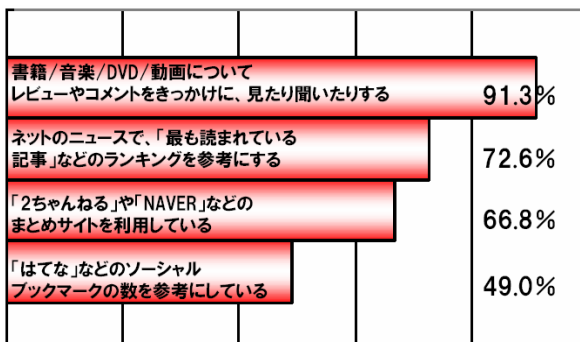 書籍/音楽/DVD/動画について
レビューやコメントをきっかけに、見たり聞いたりする
91.3%
ネットのニュースで、「最も読まれている
記事」などのランキングを参考にする
72.6%
「2ちゃんねる」や「NAVER」などの
まとめサイトを利用している
66.8%
「はてな」などのソーシャル
ブックマークの数を参考にしている
49.0%